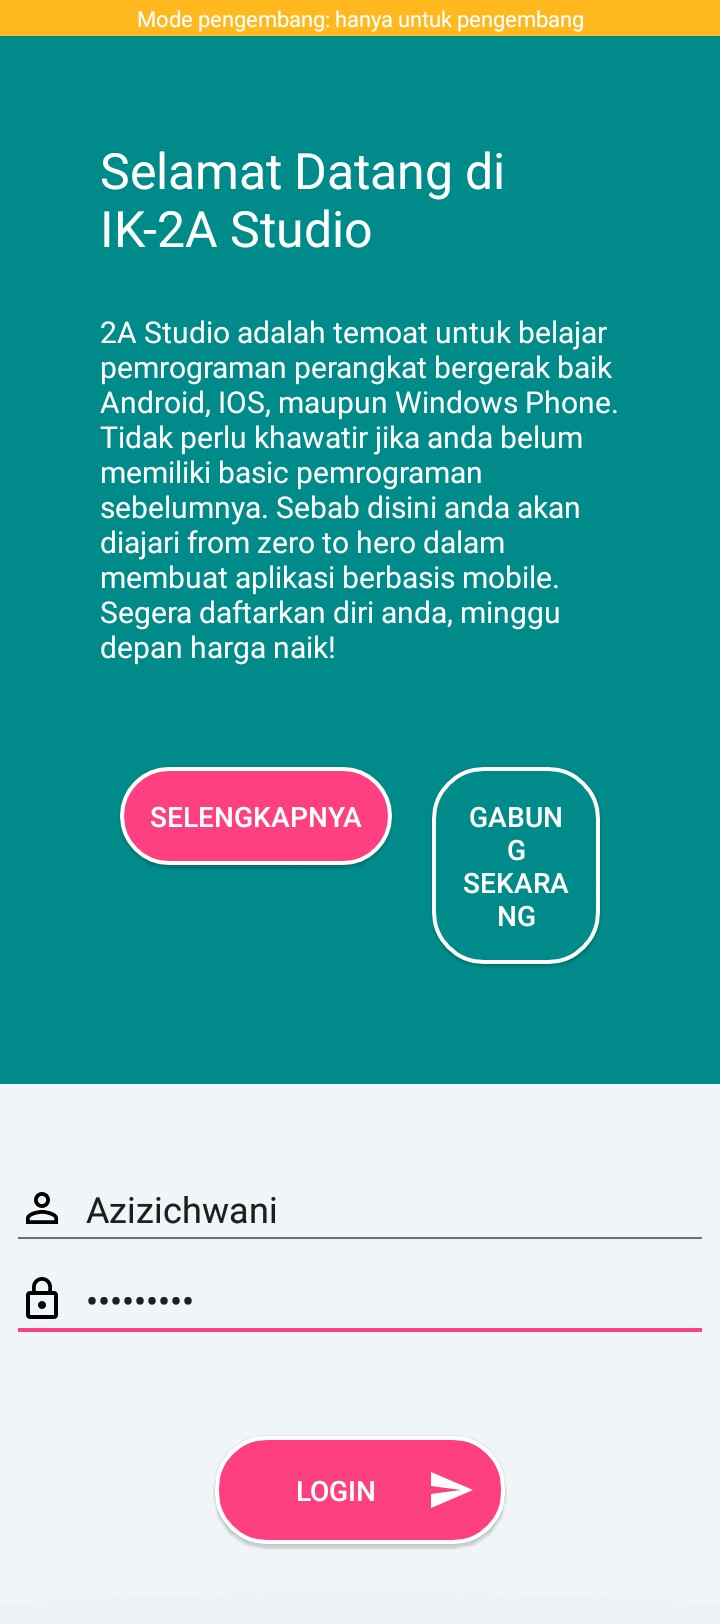 Mode pengembang: hanya untuk pengembang
Selamat Datang di
IK-2A Studio
2A Studio adalah temoat untuk belajar
pemrograman perangkat bergerak baik
Android, IOS, maupun Windows Phone.
Tidak perlu khawatir jika anda belum
memiliki basic pemrograman
sebelumnya. Sebab disini anda akan
diajari from zero to hero dalam
membuat aplikasi berbasis mobile.
Segera daftarkan diri anda, minggu
depan harga naik!
SELENGKAPNYA
GABUN
G
SEKARA
NG
Azizichwani
•••••••••
LOGIN